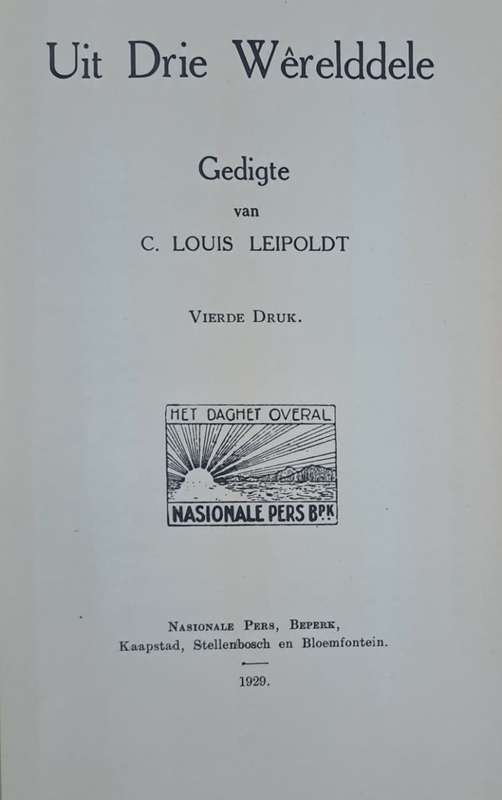 Uit Drie Wêrelddele
Gedigte
van
C. LOUIS LEIPOLDT
VIERDE DRUK.
HET DAGHET OVERAL
NASIONALE PERS BPK
NASIONALE PERS, BEPERK,
Kaapstad, Stellenbosch en Bloemfontein.
1929.